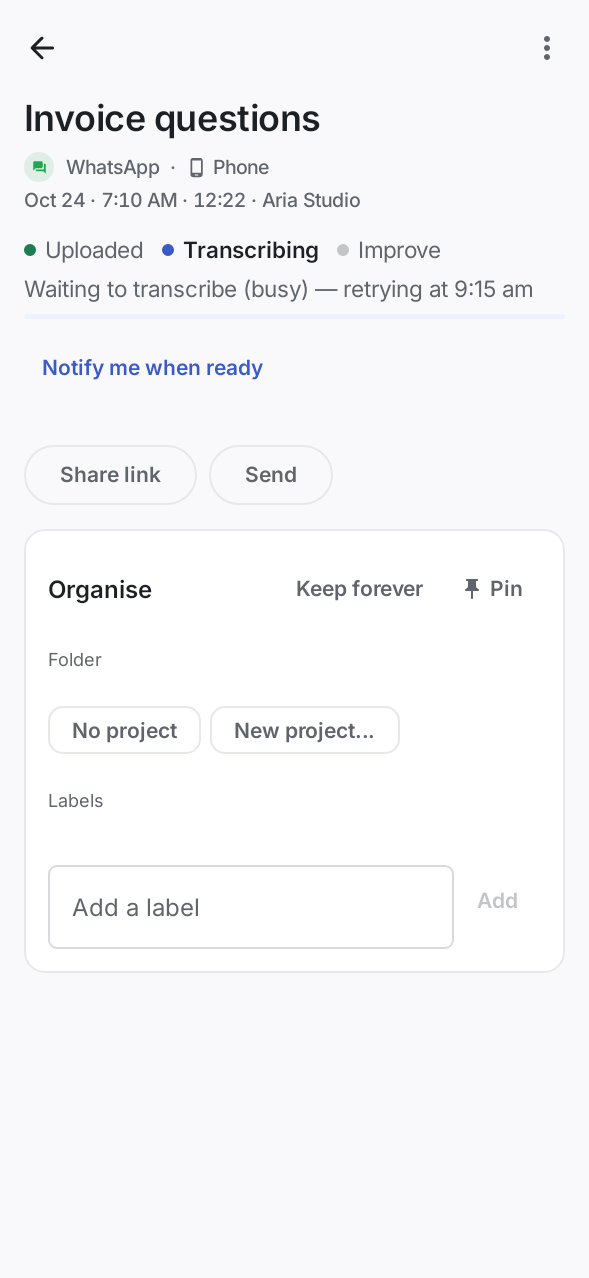 Invoice questions
WhatsApp · Phone
Oct 24 · 7:10 AM · 12:22 · Aria Studio
Uploaded Transcribing Improve
Waiting to transcribe (busy) — retrying at 9:15 am
Notify me when ready
Share link Send
Organise Keep forever Pin
Folder
No project New project...
Labels
Add a label Add